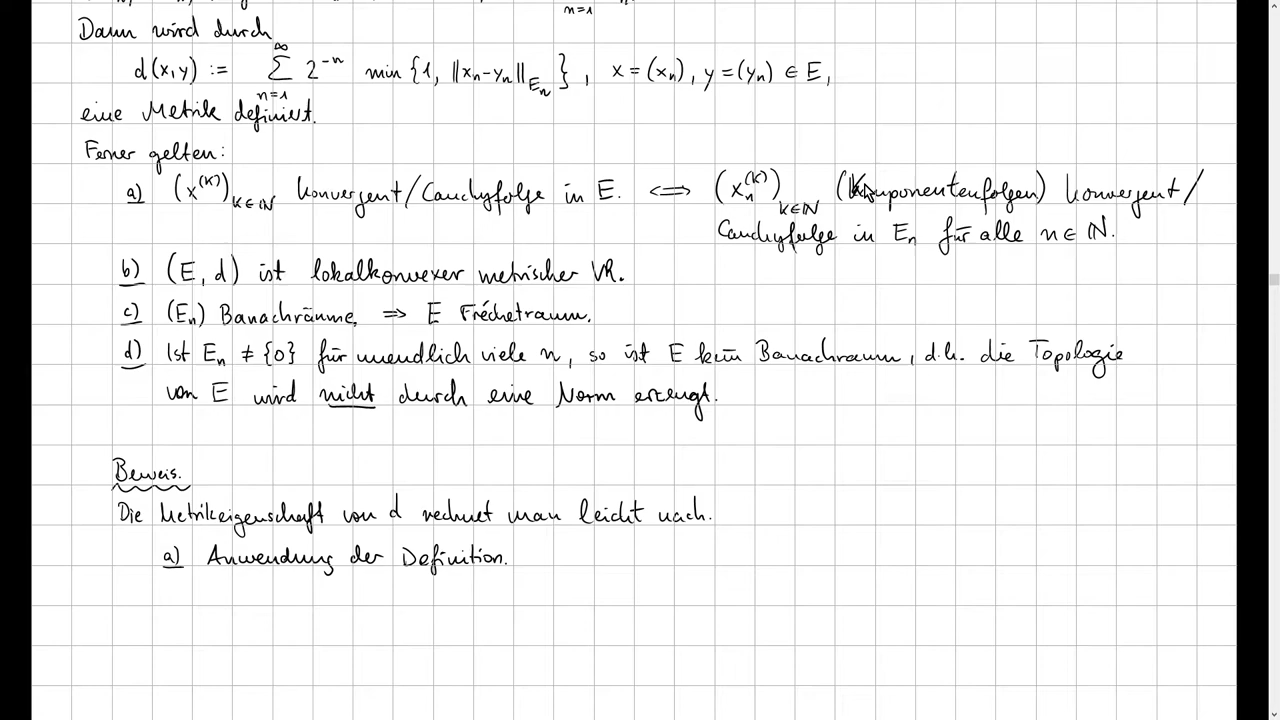 n=1
Dann wird durch
d(x,y) := ∑_{n=1}^{∞} 2^{-n} min {1, ||x_n-y_n||_{E_n}}, x=(x_n), y=(y_n) ∈ E,
eine Metrik definiert.
Ferner gelten:
a) (x^{(k)})_{k∈ℕ} konvergent/Cauchyfolge in E. ⟺ (x_n^{(k)})_{k∈ℕ} (Komponentenfolgen) konvergent/
Cauchyfolge in E_n für alle n∈ℕ.
b) (E, d) ist lokalkonvexer metrischer VR.
c) (E_n) Banachräume, ⟹ E Fréchetraum.
d) Ist E_n ≠ {0} für unendlich viele n, so ist E kein Banachraum, d.h. die Topologie
von E wird nicht durch eine Norm erzeugt.
Beweis.
Die Metrikeigenschaft von d rechnet man leicht nach.
a) Anwendung der Definition.